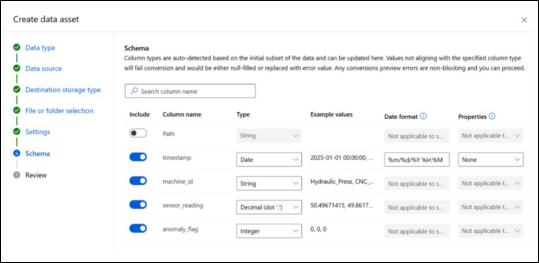 Create data asset
Data type
Data source
Destination storage type
File or folder selection
Settings
Schema
Review
Schema
Column types are auto-detected based on the initial subset of the data and can be updated here. Values not aligning with the specified column type
will fail conversion and would be either null-filled or replaced with error value. Any conversions preview errors are non-blocking and you can proceed.
Search column name
Include Column name Type Example values Date format Properties
Path String Not applicable to s... Not applicable t...
timestamp Date 2025-01-01 00:00:00, ... %m/%d/%Y %H:%M None
machine_id String Hydraulic_Press, CNC_... Not applicable to s... Not applicable t...
sensor_reading Decimal (dot '.') 50.49671415, 49.8617... Not applicable to s... Not applicable t...
anomaly_flag Integer 0, 0, 0 Not applicable to s... Not applicable t...